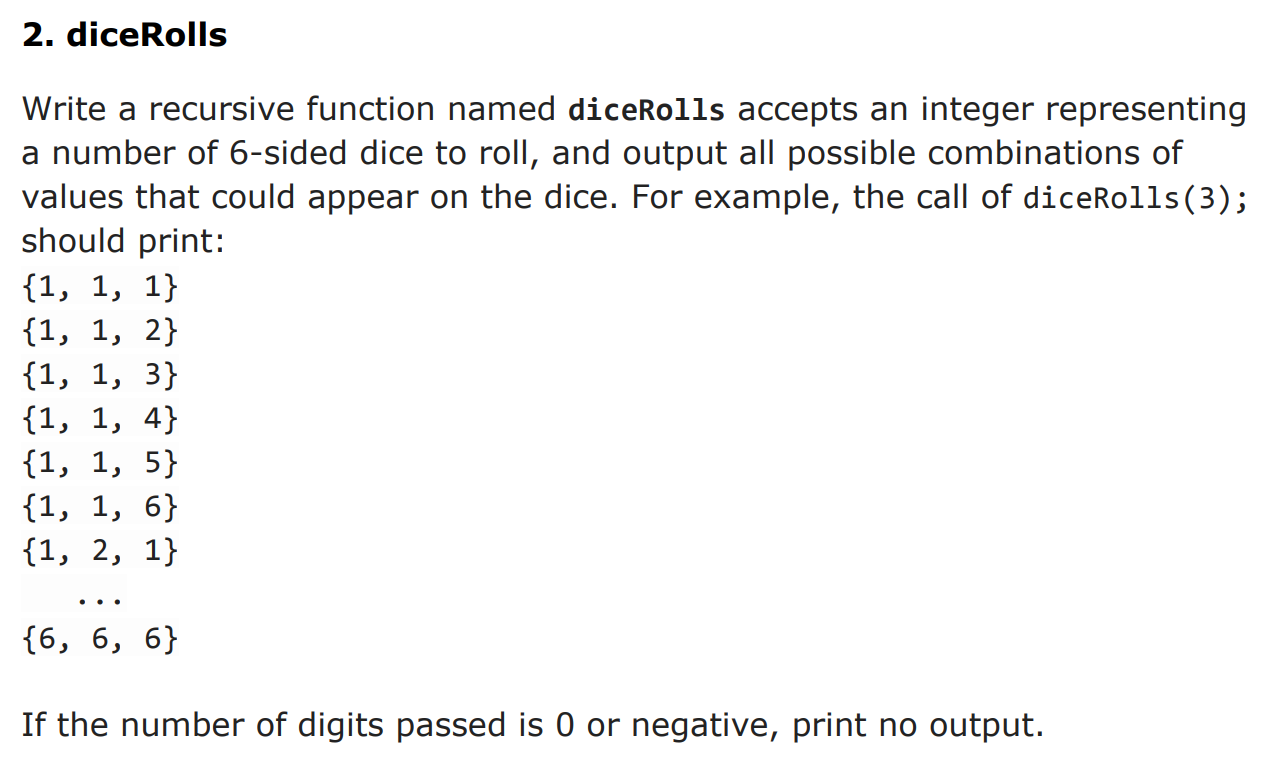 2. diceRolls
Write a recursive function named diceRolls accepts an integer representing
a number of 6-sided dice to roll, and output all possible combinations of
values that could appear on the dice. For example, the call of diceRolls(3);
should print:
{1, 1, 1}
{1, 1, 2}
{1, 1, 3}
{1, 1, 4}
{1, 1, 5}
{1, 1, 6}
{1, 2, 1}
...
{6, 6, 6}
If the number of digits passed is 0 or negative, print no output.